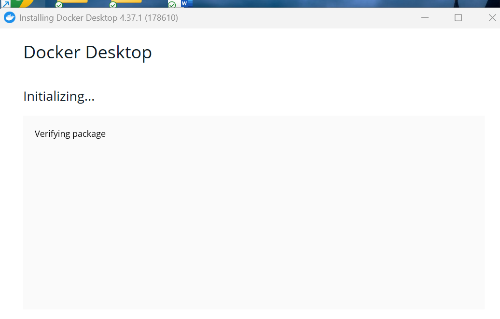 Installing Docker Desktop 4.37.1 (178610)
Docker Desktop
Initializing...
Verifying package